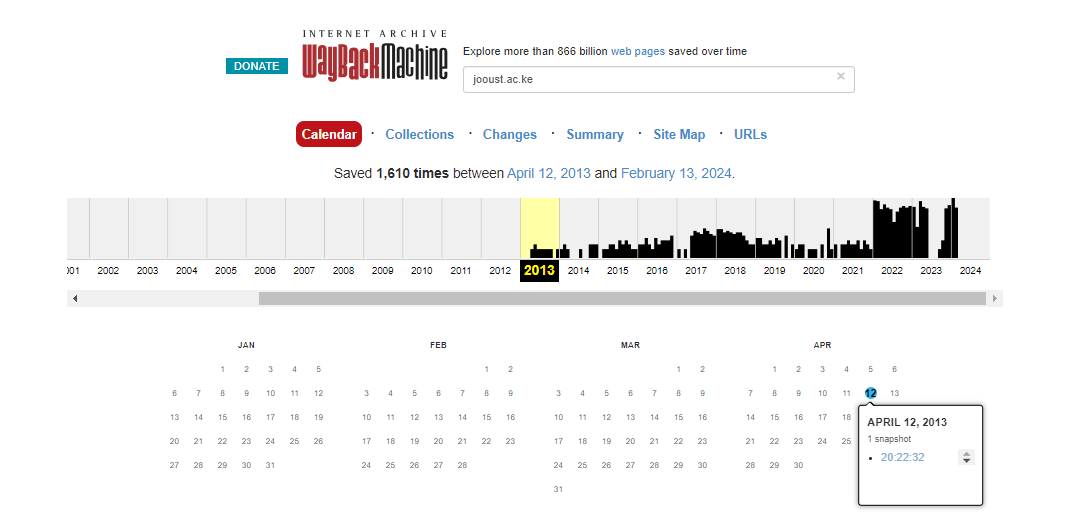 INTERNET ARCHIVE
DONATE
WayBackMachine
Explore more than 866 billion web pages saved over time
jooust.ac.ke ×
Calendar · Collections · Changes · Summary · Site Map · URLs
Saved 1,610 times between April 12, 2013 and February 13, 2024.
001 2002 2003 2004 2005 2006 2007 2008 2009 2010 2011 2012 2013 2014 2015 2016 2017 2018 2019 2020 2021 2022 2023 2024
JAN
1 2 3 4 5
6 7 8 9 10 11 12
13 14 15 16 17 18 19
20 21 22 23 24 25 26
27 28 29 30 31
FEB
1 2
3 4 5 6 7 8 9
10 11 12 13 14 15 16
17 18 19 20 21 22 23
24 25 26 27 28
MAR
1 2
3 4 5 6 7 8 9
10 11 12 13 14 15 16
17 18 19 20 21 22 23
24 25 26 27 28 29 30
31
APR
1 2 3 4 5 6
7 8 9 10 11 12 13
14 15 16 17 18
21 22 23 24 25
28 29 30
APRIL 12, 2013
1 snapshot
• 20:22:32